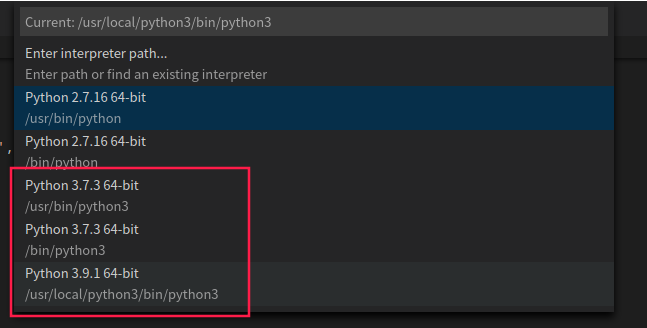 Current: /usr/local/python3/bin/python3
Enter interpreter path...
Enter path or find an existing interpreter
Python 2.7.16 64-bit
/usr/bin/python
Python 2.7.16 64-bit
/bin/python
Python 3.7.3 64-bit
/usr/bin/python3
Python 3.7.3 64-bit
/bin/python3
Python 3.9.1 64-bit
/usr/local/python3/bin/python3